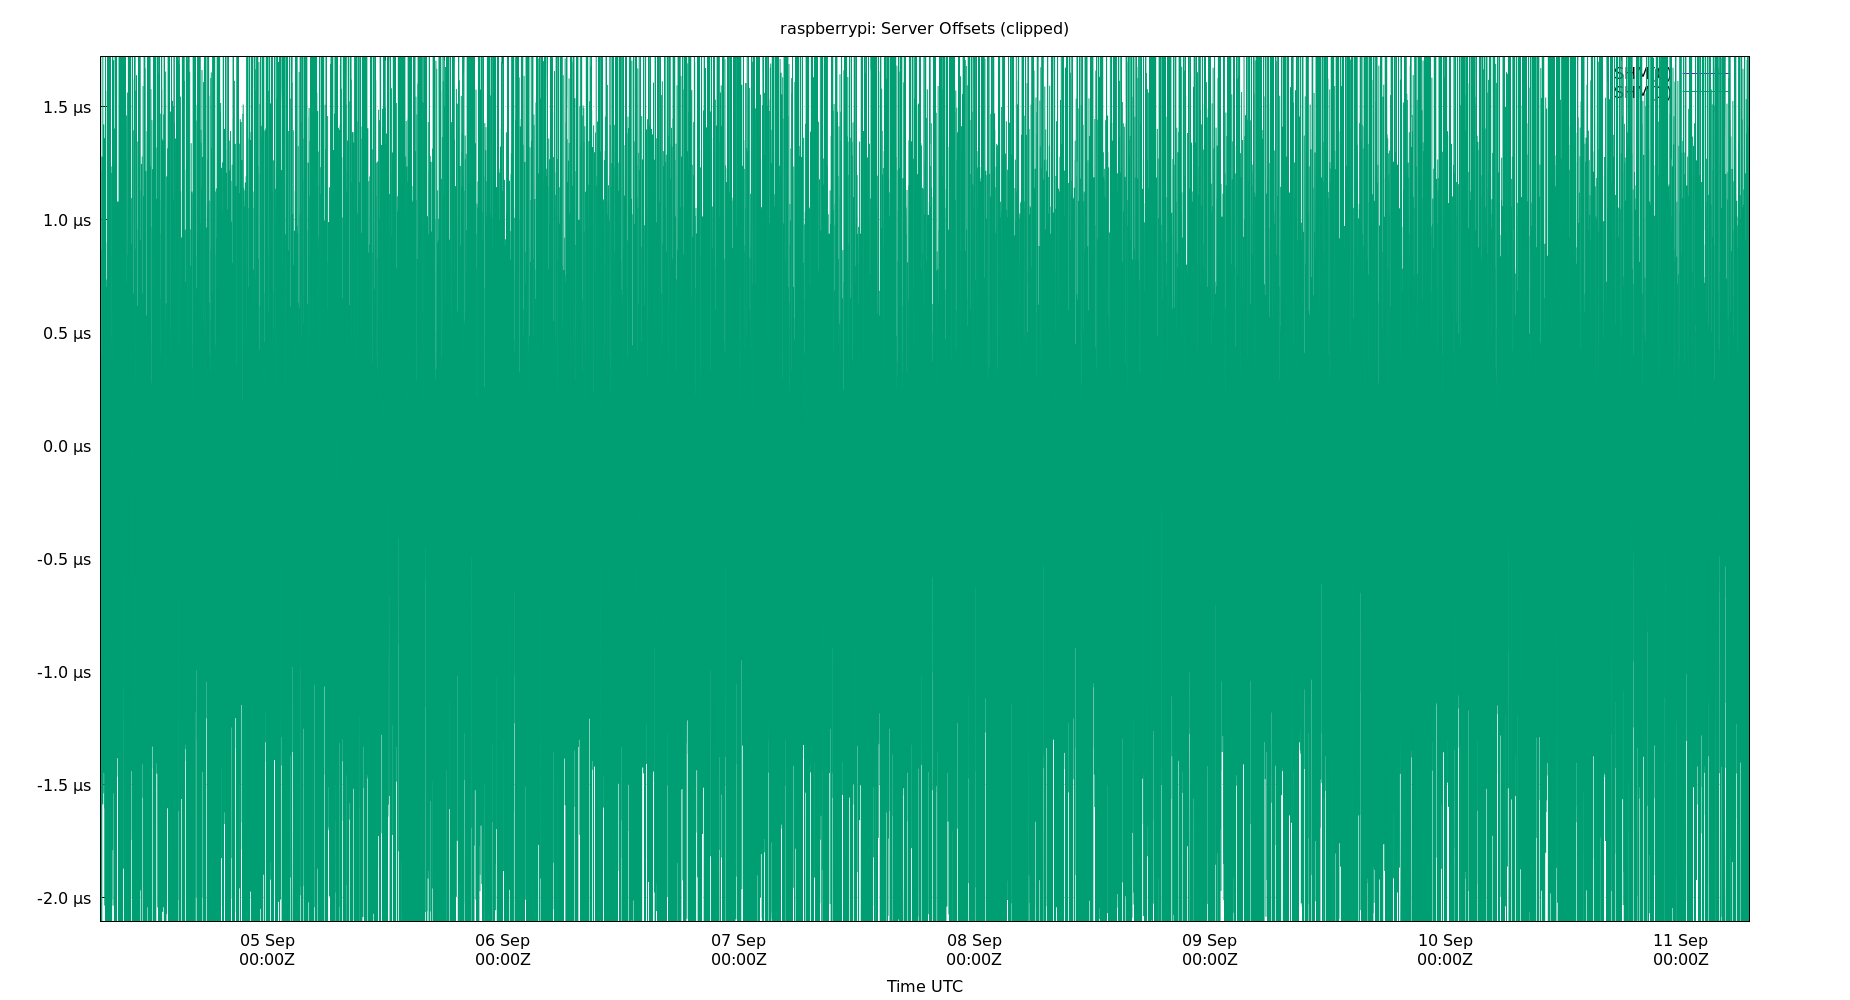 raspberrypi: Server Offsets (clipped)
1.5 µs
1.0 µs
0.5 µs
0.0 µs
-0.5 µs
-1.0 µs
-1.5 µs
-2.0 µs
05 Sep
00:00Z
06 Sep
00:00Z
07 Sep
00:00Z
08 Sep
00:00Z
09 Sep
00:00Z
10 Sep
00:00Z
11 Sep
00:00Z
Time UTC